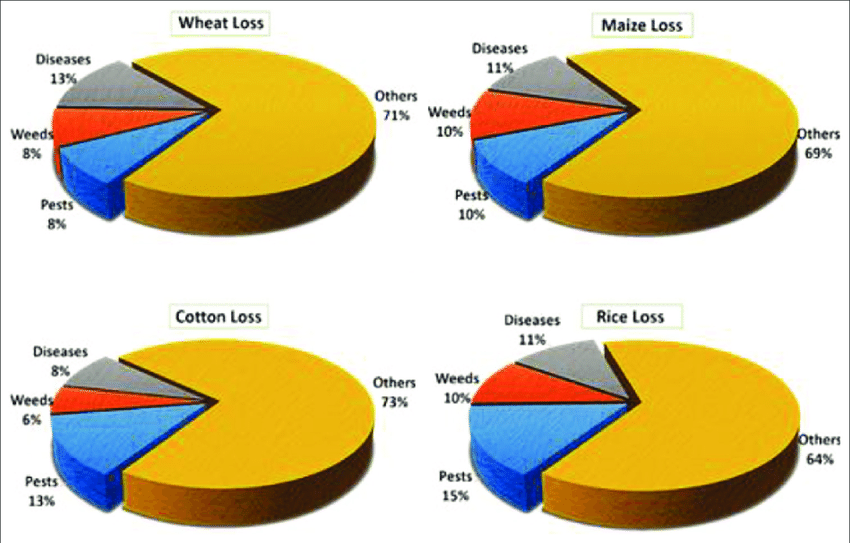 Wheat Loss
Diseases
13%
Others
71%
Weeds
8%
Pests
8%
Maize Loss
Diseases
11%
Weeds
10%
Others
69%
Pests
10%
Cotton Loss
Diseases
8%
Others
73%
Weeds
6%
Pests
13%
Rice Loss
Diseases
11%
Weeds
10%
Others
64%
Pests
15%